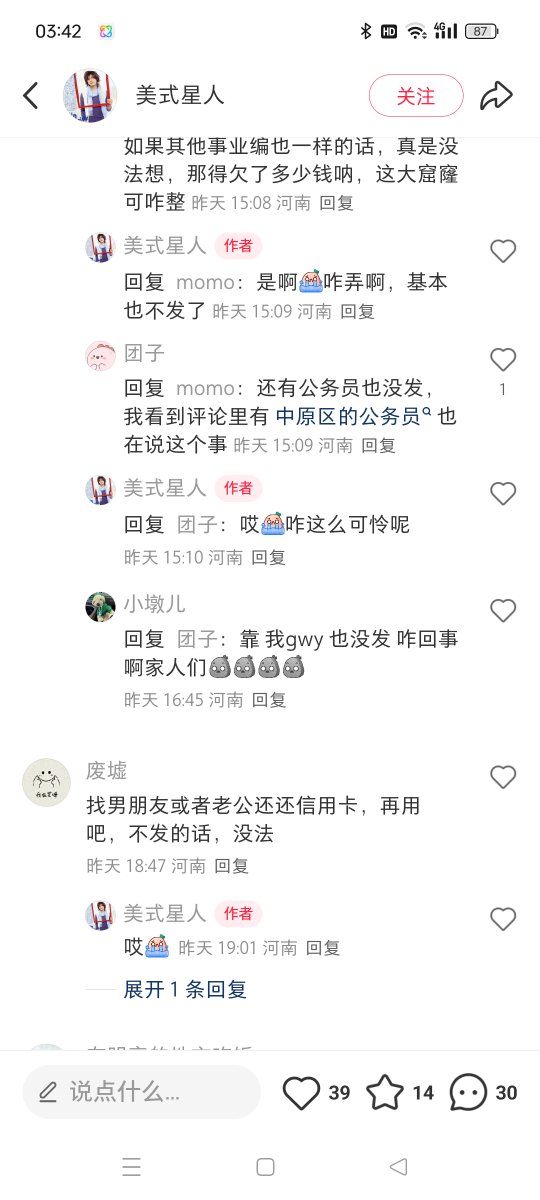 03:42
HD
4G
87
美式星人
关注
如果其他事业编也一样的话，真是没
法想，那得欠了多少钱呐，这大窟窿
可咋整 昨天 15:08 河南 回复
美式星人 作者
回复 momo：是啊咋弄啊，基本
也不发了 昨天 15:09 河南 回复
团子
回复 momo：还有公务员也没发，
1
我看到评论里有 中原区的公务员 也
在说这个事 昨天 15:09 河南 回复
美式星人 作者
回复 团子：哎咋这么可怜呢
昨天 15:10 河南 回复
小墩儿
回复 团子：靠 我gwy 也没发 咋回事
啊家人们
昨天 16:45 河南 回复
废墟
找男朋友或者老公还还信用卡，再用
吧，不发的话，没法
昨天 18:47 河南 回复
美式星人 作者
哎 昨天 19:01 河南 回复
展开 1 条回复
说点什么...
39
14
30